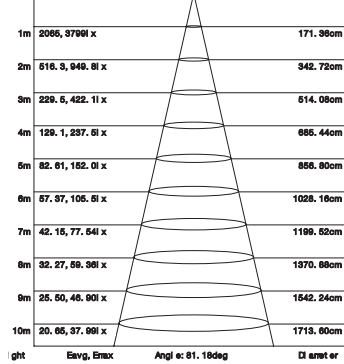 1m 2065, 3799l x 171. 36cm
2m 516. 3, 949. 8l x 342. 72cm
3m 229. 5, 422. 1l x 514. 08cm
4m 129. 1, 237. 5l x 685. 44cm
5m 82. 61, 152. 0l x 856. 80cm
6m 57. 37, 105. 5l x 1028. 16cm
7m 42. 15, 77. 54l x 1199. 52cm
8m 32. 27, 59. 36l x 1370. 88cm
9m 25. 50, 46. 90l x 1542. 24cm
10m 20. 65, 37. 99l x 1713. 60cm
ght Eavg, Emax Angl e: 81. 18deg Di amet er